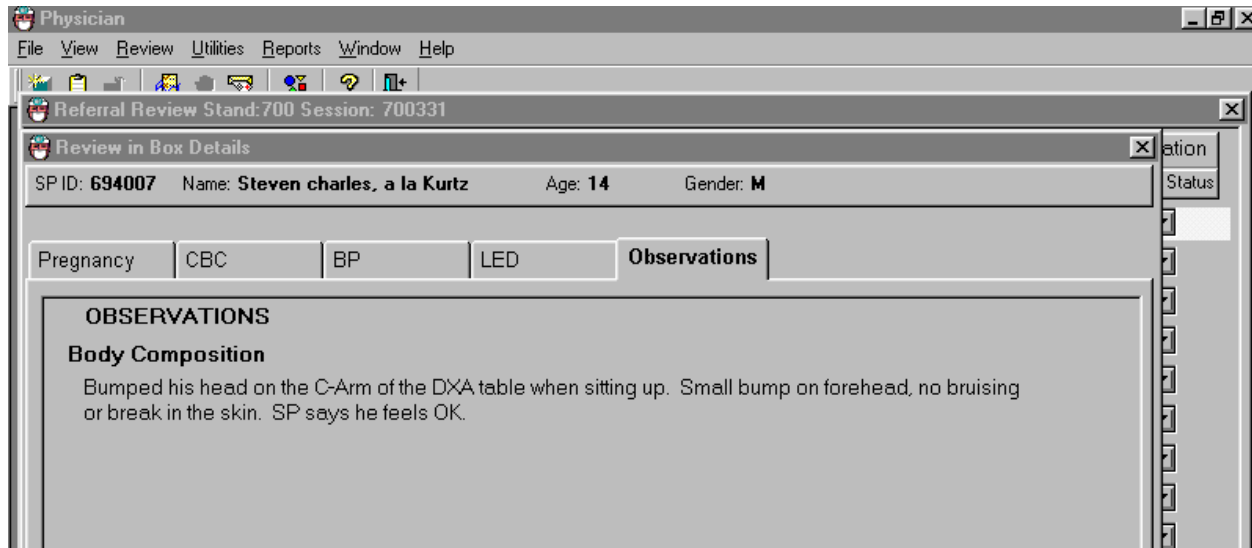 Physician
File View Review Utilities Reports Window Help
Referral Review Stand:700 Session: 700331
Review in Box Details
ation
SP ID: 694007 Name: Steven charles, a la Kurtz Age: 14 Gender: M
Status
Pregnancy CBC BP LED Observations
OBSERVATIONS
Body Composition
Bumped his head on the C-Arm of the DXA table when sitting up. Small bump on forehead, no bruising
or break in the skin. SP says he feels OK.